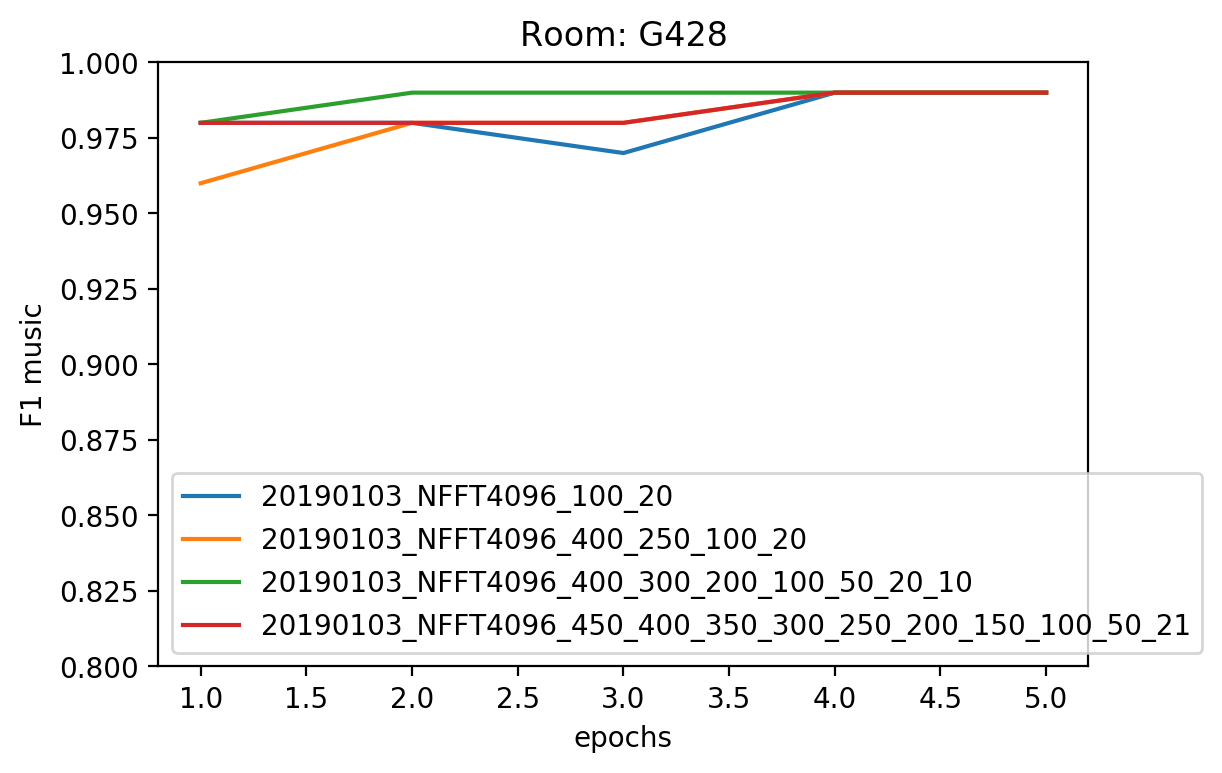 Room: G428
1.000
0.975
0.950
0.925
0.900
0.875
0.850
0.825
0.800
F1 music
20190103_NFFT4096_100_20
20190103_NFFT4096_400_250_100_20
20190103_NFFT4096_400_300_200_100_50_20_10
20190103_NFFT4096_450_400_350_300_250_200_150_100_50_21
1.0 1.5 2.0 2.5 3.0 3.5 4.0 4.5 5.0
epochs